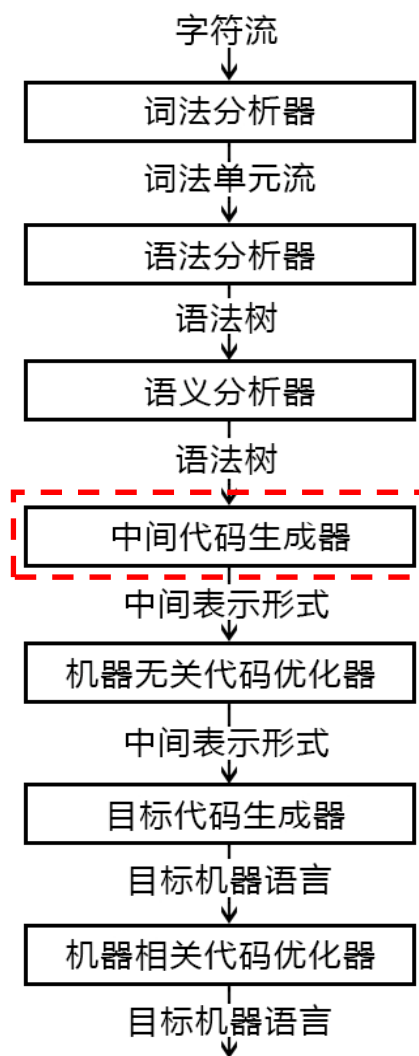 字符流
词法分析器
词法单元流
语法分析器
语法树
语义分析器
语法树
中间代码生成器
中间表示形式
机器无关代码优化器
中间表示形式
目标代码生成器
目标机器语言
机器相关代码优化器
目标机器语言